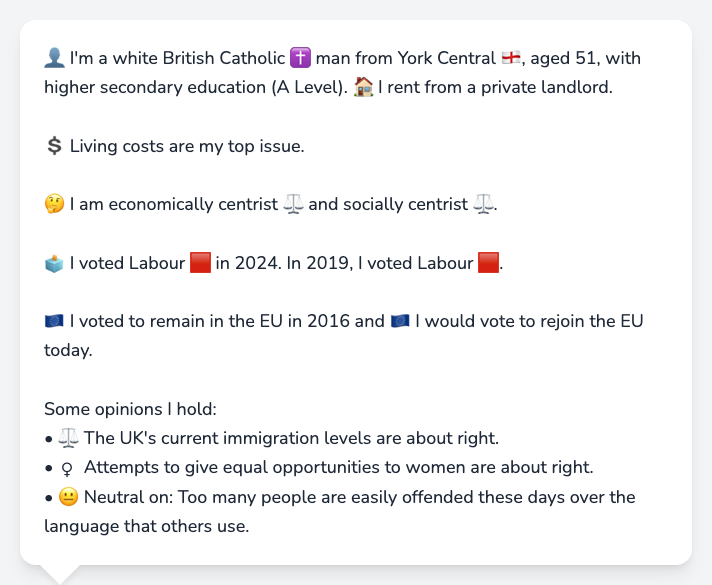 👤 I'm a white British Catholic ✝️ man from York Central 🏴󠁧󠁢󠁥󠁮󠁧󠁿, aged 51, with
higher secondary education (A Level). 🏠 I rent from a private landlord.
💲 Living costs are my top issue.
🤔 I am economically centrist ⚖️ and socially centrist ⚖️.
🗳️ I voted Labour 🟥 in 2024. In 2019, I voted Labour 🟥.
🇪🇺 I voted to remain in the EU in 2016 and 🇪🇺 I would vote to rejoin the EU
today.
Some opinions I hold:
• ⚖️ The UK's current immigration levels are about right.
• ♀ Attempts to give equal opportunities to women are about right.
• 😐 Neutral on: Too many people are easily offended these days over the
language that others use.